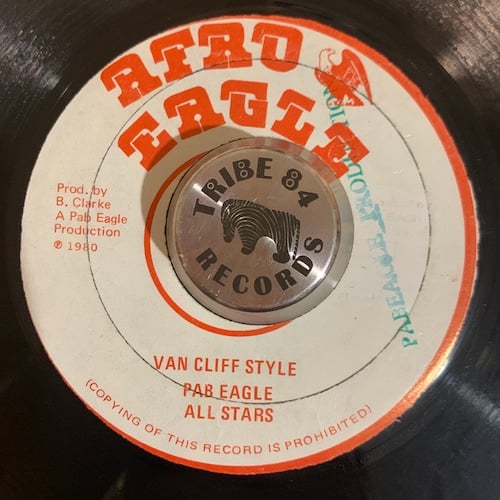 AFRO
EAGLE
TRIBE 84
RECORDS
Prod. by
B. Clarke
A Pab Eagle
Production
℗ 1980
PABEAGLE
VAN CLIFF STYLE
PAB EAGLE
ALL STARS
(COPYING OF THIS RECORD IS PROHIBITED)